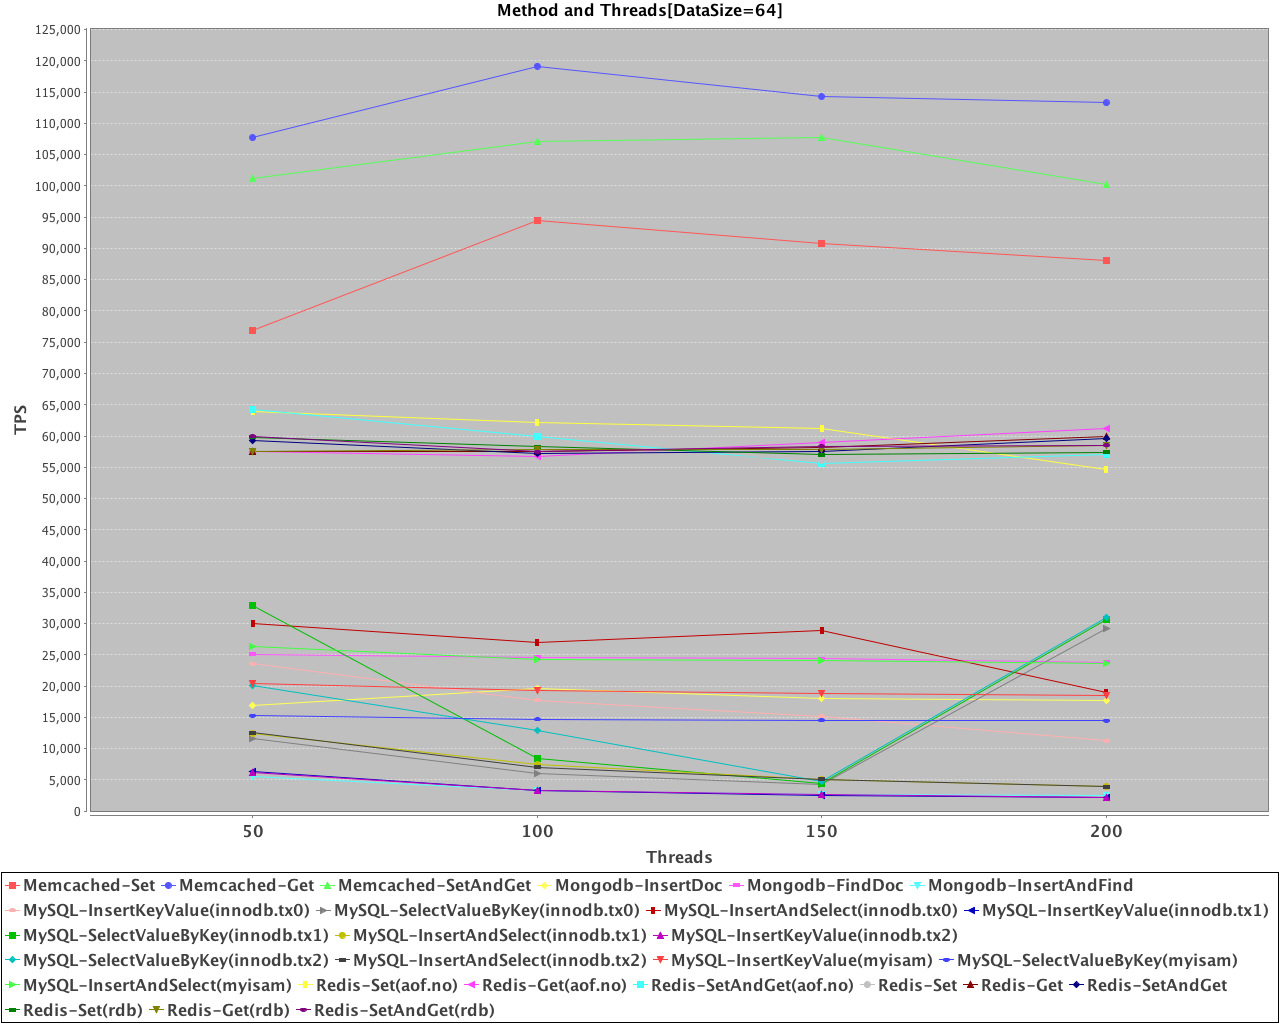 Method and Threads[DataSize=64]
125,000
120,000
115,000
110,000
105,000
100,000
95,000
90,000
85,000
80,000
75,000
70,000
65,000
60,000
55,000
50,000
45,000
40,000
35,000
30,000
25,000
20,000
15,000
10,000
5,000
0
TPS
50 100 150 200
Threads
Memcached-Set Memcached-Get Memcached-SetAndGet Mongodb-InsertDoc Mongodb-FindDoc Mongodb-InsertAndFind
MySQL-InsertKeyValue(innodb.tx0) MySQL-SelectValueByKey(innodb.tx0) MySQL-InsertAndSelect(innodb.tx0) MySQL-InsertKeyValue(innodb.tx1)
MySQL-SelectValueByKey(innodb.tx1) MySQL-InsertAndSelect(innodb.tx1) MySQL-InsertKeyValue(innodb.tx2)
MySQL-SelectValueByKey(innodb.tx2) MySQL-InsertAndSelect(innodb.tx2) MySQL-InsertKeyValue(myisam) MySQL-SelectValueByKey(myisam)
MySQL-InsertAndSelect(myisam) Redis-Set(aof.no) Redis-Get(aof.no) Redis-SetAndGet(aof.no) Redis-Set Redis-Get Redis-SetAndGet
Redis-Set(rdb) Redis-Get(rdb) Redis-SetAndGet(rdb)